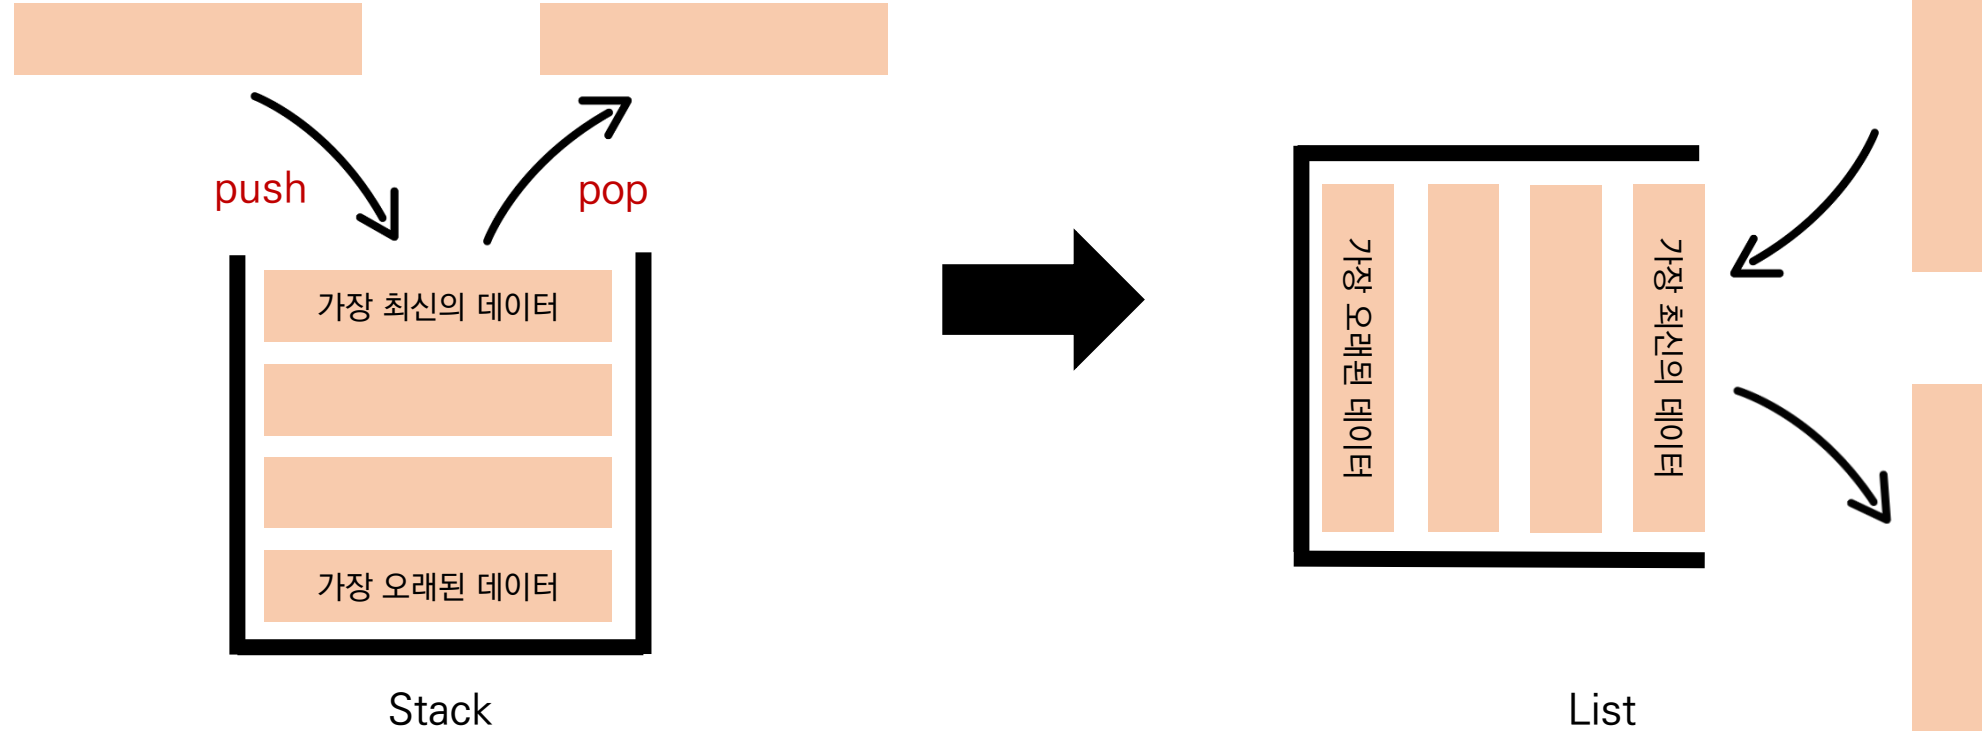 push
pop
가장 최신의 데이터
가장 오래된 데이터
Stack
가장 오래된 데이터
가장 최신의 데이터
List